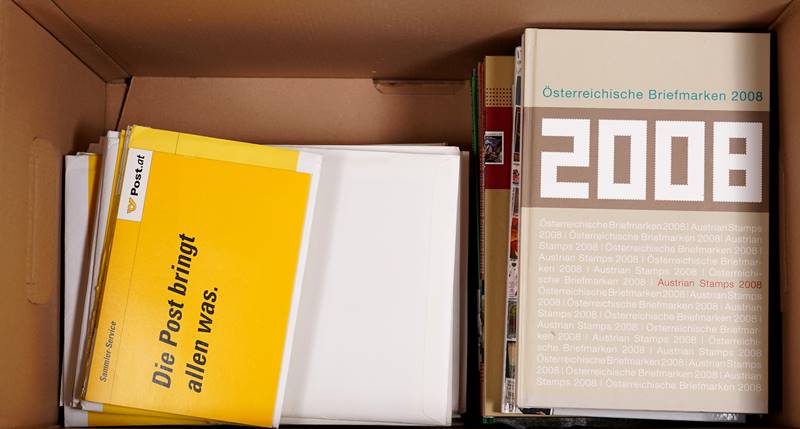 Post.at
Die Post bringt
allen was.
Sammler-Service
Österreichische Briefmarken 2008
2008
Österreichische Briefmarken 2008 | Austrian Stamps
2008 | Österreichische Briefmarken 2008 | Austrian
Stamps 2008 | Österreichische Briefmarken 2008 |
Austrian Stamps 2008 | Österreichische Briefmar-
ken 2008 | Austrian Stamps 2008 | Österreichi-
sche Briefmarken 2008 | Austrian Stamps 2008
Österreichische Briefmarken 2008 | Austrian Stamps
2008 | Österreichische Briefmarken 2008 | Austrian
Stamps 2008 | Österreichische Briefmarken 2008 |
Austrian Stamps 2008 | Österreichische Briefmar-
ken 2008 | Austrian Stamps 2008 | Österreichi-
sche Briefmarken 2008 | Austrian Stamps 2008
Österreichische Briefmarken 2008 | Austrian Stamps
2008 | Österreichische Briefmarken 2008 | Austrian
Stamps 2008 | Österreichische Briefmarken 2008